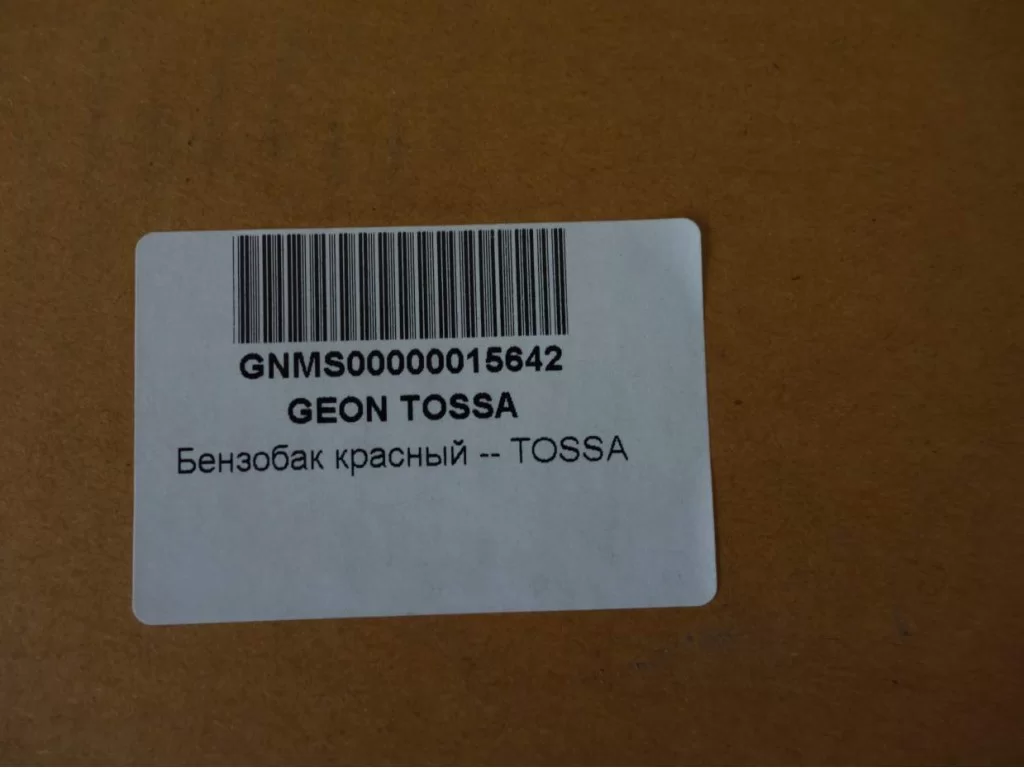 GNMS00000015642
GEON TOSSA
Бензобак красный -- TOSSA